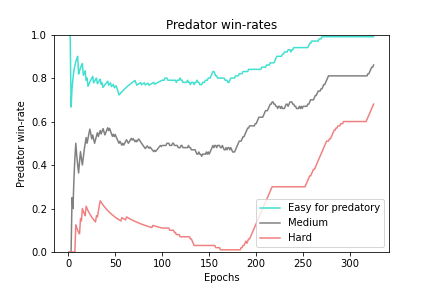 Predator win-rates
1.0
0.8
0.6
0.4
0.2
0.0
Predator win-rate
0
50
100
150
200
250
300
Epochs
Easy for predatory
Medium
Hard